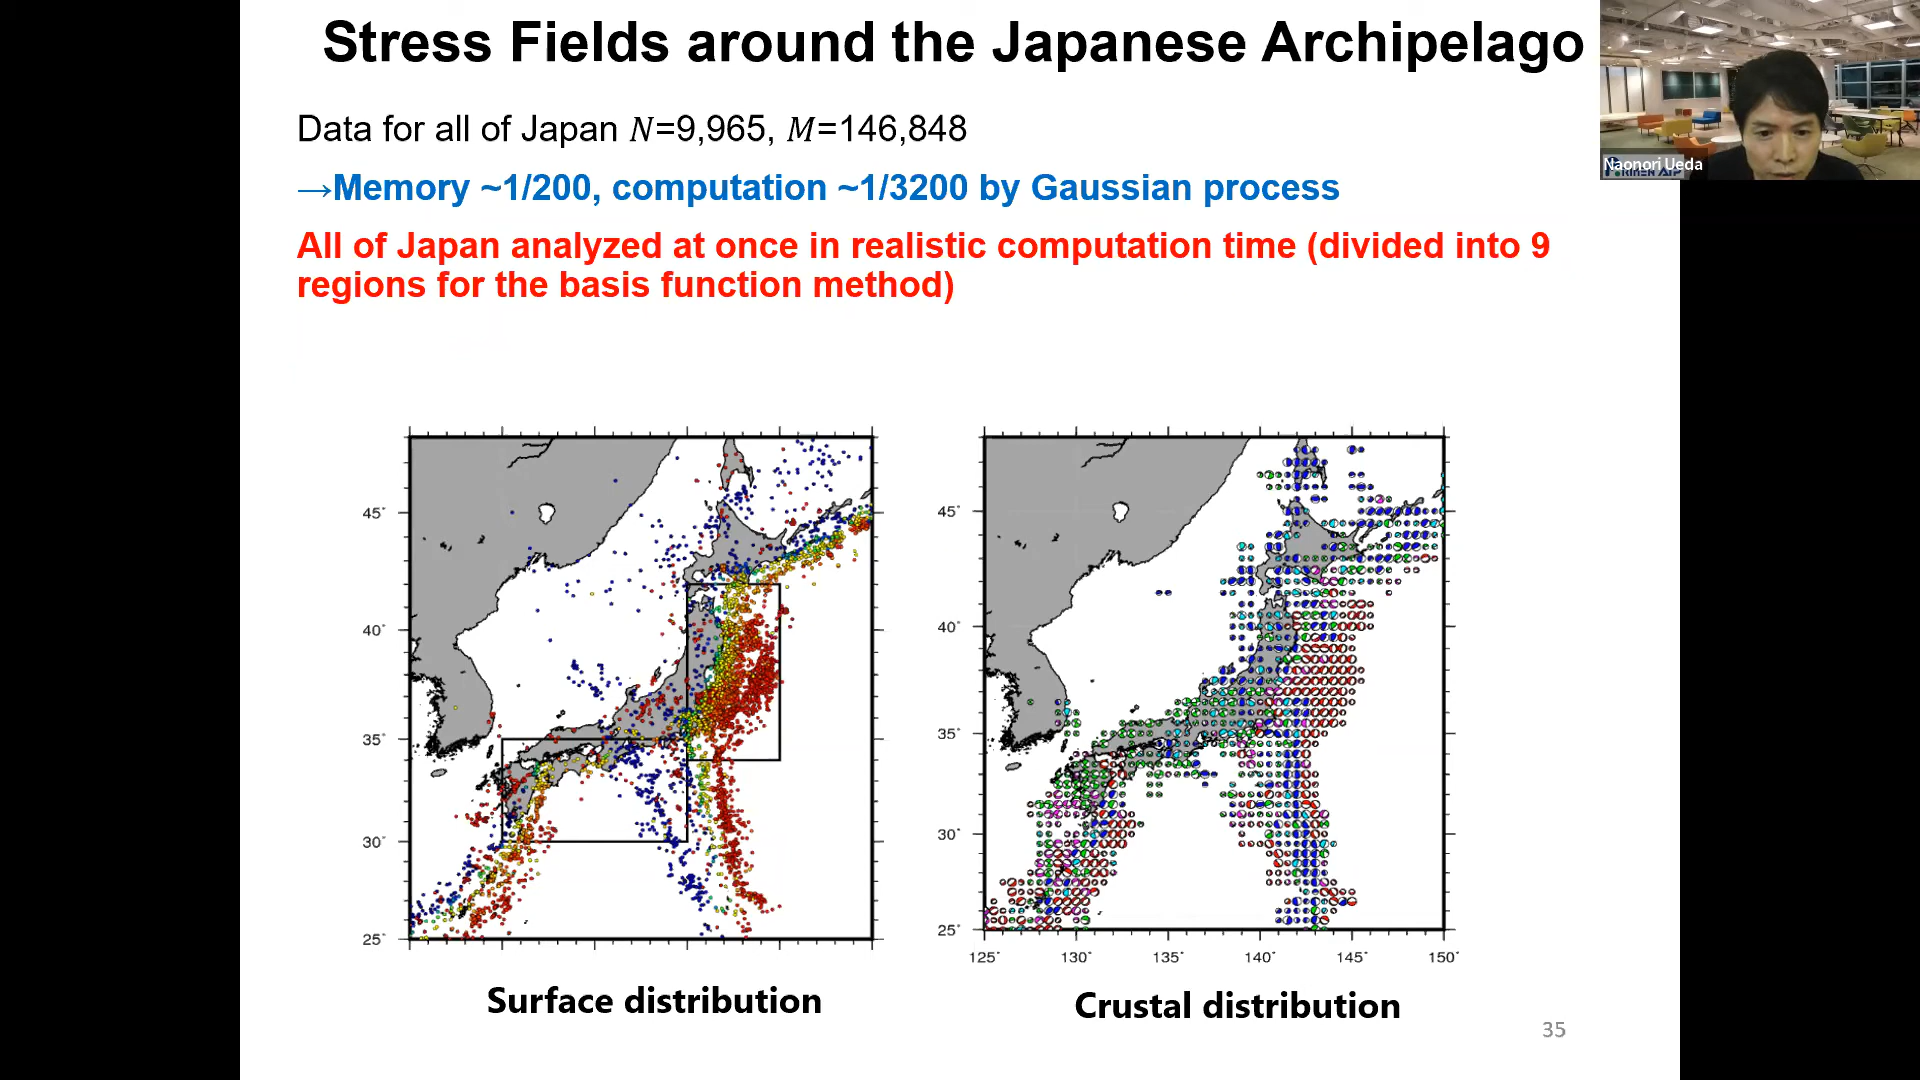 Stress Fields around the Japanese Archipelago
Naonori Ueda
Data for all of Japan N=9,965, M=146,848
→Memory ~1/200, computation ~1/3200 by Gaussian process
All of Japan analyzed at once in realistic computation time (divided into 9
regions for the basis function method)
45°
40°
35°
30°
25°
45°
40°
35°
30°
25°
125° 130° 135° 140° 145° 150°
Surface distribution
Crustal distribution
35